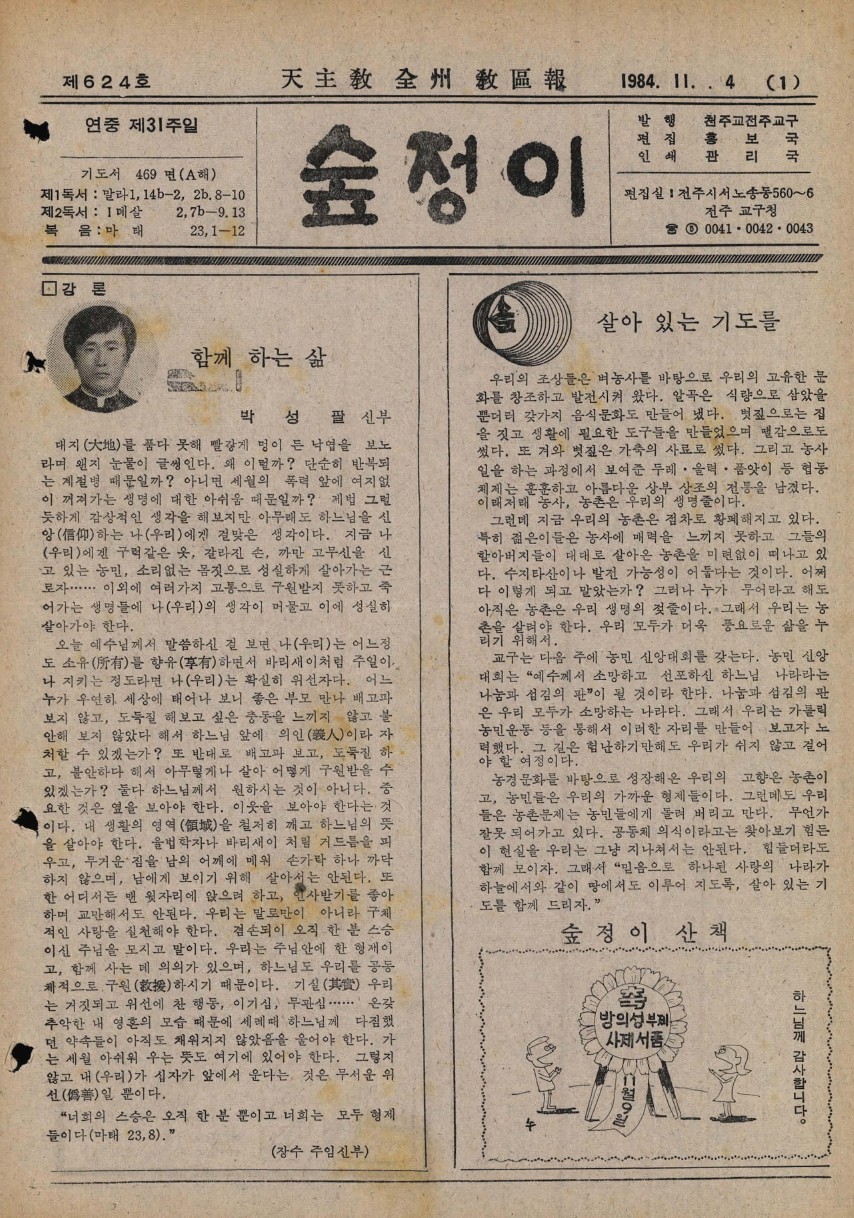 제624호
天主敎 全州 敎區報
1984. 11. . 4 (1)
연중 제31주일
기도서 469 면(A해)
제1독서 : 말라1, 14b—2, 2b. 8—10
제2독서 : I데살 2, 7b—9. 13
복 음 : 마 태 23, 1—12
숲정이
발 행 천주교전주교구
편 집 홍 보 국
인 쇄 관 리 국
편집실 : 전주시서노송동560~6
전주 교구청
☎ ⑧ 0041・0042・0043
□강 론
함께 하는 삶
박 성 팔 신부
대지(大地)를 품다 못해 빨갛게 멍이 든 낙엽을 보노
라며 웬지 눈물이 글썽인다. 왜 이럴까? 단순히 반복되
는 계절병 때문일까? 아니면 세월의 폭력 앞에 여지없
이 꺼져가는 생명에 대한 아쉬움 때문일까? 제법 그럴
듯하게 감상적인 생각을 해보지만 아무래도 하느님을 신
앙(信仰)하는 나(우리)에겐 걸맞은 생각이다. 지금 나
(우리)에겐 구럭같은 옷, 갈라진 손, 까만 고무신을 신
고 있는 농민, 소리없는 몸짓으로 성실하게 살아가는 근
로자…… 이외에 여러가지 고통으로 구원받지 못하고 죽
어가는 생명들에 나(우리)의 생각이 머물고 이에 성실히
살아가야 한다.
오늘 예수님께서 말씀하신 걸 보면 나(우리)는 어느정
도 소유(所有)를 향유(享有)하면서 바리새이처럼 주일이
나 지키는 정도라면 나(우리)는 확실히 위선자다. 어느
누가 우연히 세상에 태어나 보니 좋은 부모 만나 배고파
보지 않고, 도둑질 해보고 싶은 충동을 느끼지 않고 불
안해 보지 않았다 해서 하느님 앞에 의인(義人)이라 자
처할 수 있겠는가? 또 반대로 배고파 보고, 도둑질 하
고, 불안하다 해서 아무렇게나 살아 어떻게 구원받을 수
있겠는가? 둘다 하느님께서 원하시는 것이 아니다. 중
요한 것은 옆을 보아야 한다. 이웃을 보아야 한다는 것
이다. 내 생활의 영역(領域)을 철저히 깨고 하느님의 뜻
을 살아야 한다. 율법학자나 바리새이 처럼 거드름을 피
우고, 무거운 짐을 남의 어깨에 메워 손가락 하나 까닥
하지 않으며, 남에게 보이기 위해 살아서는 안된다. 또
한 어디서든 맨 윗자리에 앉으려 하고, 인사받기를 좋아
하며 교만해서도 안된다. 우리는 말로만이 아니라 구체
적인 사랑을 실천해야 한다. 겸손되이 오직 한 분 스승
이신 주님을 모시고 말이다. 우리는 주님안에 한 형제이
고, 함께 사는 데 의의가 있으며, 하느님도 우리를 공동
체적으로 구원(救援)하시기 때문이다. 기실(其實) 우리
는 거짓되고 위선에 찬 행동, 이기심, 무관심…… 온갖
추악한 내 영혼의 모습 때문에 세례때 하느님께 다짐했
던 약속들이 아직도 채워지지 않았음을 울어야 한다. 가
는 세월 아쉬워 우는 뜻도 여기에 있어야 한다. 그렇지
않고 내(우리)가 십자가 앞에서 운다는 것은 무서운 위
선(僞善)일 뿐이다.
“너희의 스승은 오직 한 분 뿐이고 너희는 모두 형제
들이다(마태 23, 8).”
(장수 주임신부)
솔
살아 있는 기도를
우리의 조상들은 벼농사를 바탕으로 우리의 고유한 문
화를 창조하고 발전시켜 왔다. 알곡은 식량으로 삼았을
뿐더러 갖가지 음식문화도 만들어 냈다. 볏짚으로는 집
을 짓고 생활에 필요한 도구들을 만들었으며 땔감으로도
썼다. 또 겨와 볏짚은 가축의 사료로 썼다. 그리고 농사
일을 하는 과정에서 보여준 두레・울력・품앗이 등 협동
체제는 훈훈하고 아름다운 상부 상조의 전통을 남겼다.
이래저래 농사, 농촌은 우리의 생명줄이다.
그런데 지금 우리의 농촌은 점차로 황폐해지고 있다.
특히 젊은이들은 농사에 매력을 느끼지 못하고 그들의
할아버지들이 대대로 살아온 농촌을 미련없이 떠나고 있
다. 수지타산이나 발전 가능성이 어둡다는 것이다. 어쩌
다 이렇게 되고 말았는가? 그러나 누가 무어라고 해도
아직은 농촌은 우리 생명의 젖줄이다. 그래서 우리는 농
촌을 살려야 한다. 우리 모두가 더욱 풍요로운 삶을 누
리기 위해서.
교구는 다음 주에 농민 신앙대회를 갖는다. 농민 신앙
대회는 “예수께서 소망하고 선포하신 하느님 나라라는
나눔과 섬김의 판”이 될 것이라 한다. 나눔과 섬김의 판
은 우리 모두가 소망하는 나라다. 그래서 우리는 가톨릭
농민운동 등을 통해서 이러한 자리를 만들어 보고자 노
력했다. 그 길은 험난하기만해도 우리가 쉬지 않고 걸어
야 할 여정이다.
농경문화를 바탕으로 성장해온 우리의 고향은 농촌이
고, 농민들은 우리의 가까운 형제들이다. 그런데도 우리
들은 농촌문제는 농민들에게 돌려 버리고 만다. 무언가
잘못 되어가고 있다. 공동체 의식이라고는 찾아보기 힘든
이 현실을 우리는 그냥 지나쳐서는 안된다. 힘들더라도
함께 모이자. 그래서 “믿음으로 하나된 사랑의 나라가
하늘에서와 같이 땅에서도 이루어 지도록, 살아 있는 기
도를 함께 드리자.”
숲 정 이 산 책
祝
방의성부제
사제서품
11월9일
하느님께 감사합니다。
누